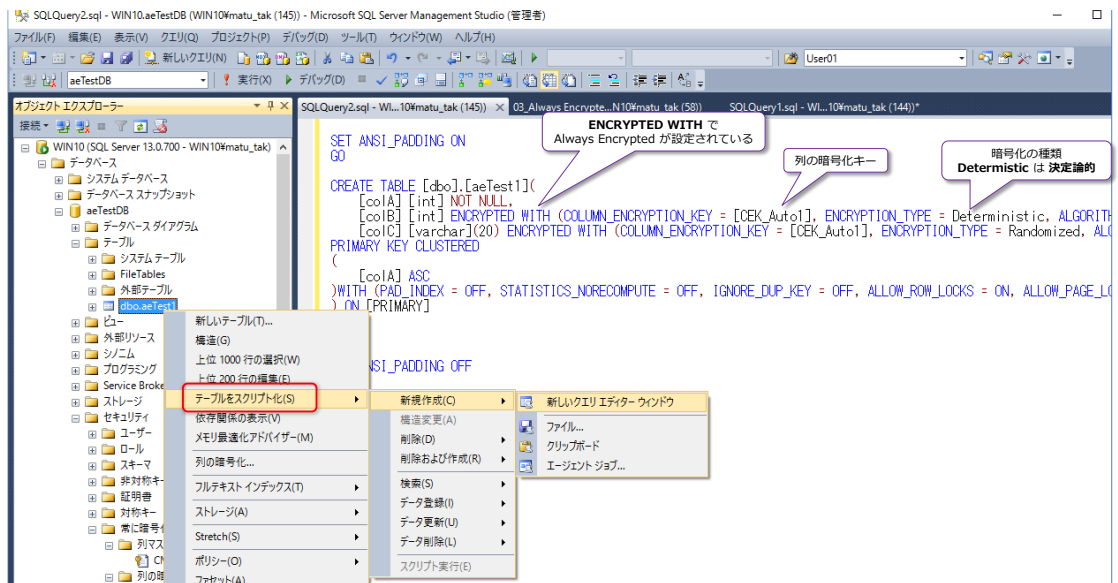 SQLQuery2.sql - WIN10.aeTestDB (WIN10¥matu_tak (145)) - Microsoft SQL Server Management Studio (管理者)
ファイル(F) 編集(E) 表示(V) クエリ(Q) プロジェクト(P) デバッグ(D) ツール(T) ウィンドウ(W) ヘルプ(H)
新しいクエリ(N) User01
aeTestDB 実行(X) デバッグ(D)
オブジェクト エクスプローラー
接続
WIN10 (SQL Server 13.0.700 - WIN10¥matu_tak)
データベース
システム データベース
データベース スナップショット
aeTestDB
データベース ダイアグラム
テーブル
システム テーブル
FileTables
外部テーブル
dbo.aeTest1
ビュー
外部リソース
シノニム
プログラミング
Service Broke
ストレージ
セキュリティ
ユーザー
ロール
スキーマ
非対称キー
証明書
対称キー
常に暗号
列マス
列の暗
新しいテーブル(T)...
構造(G)
上位 1000 行の選択(W)
上位 200 行の編集(E)
テーブルをスクリプト化(S)
依存関係の表示(V)
メモリ最適化アドバイザー(M)
列の暗号化...
フルテキスト インデックス(T)
ストレージ(A)
Stretch(S)
ポリシー(O)
ファセット(A)
新規作成(C)
構造変更(A)
削除(D)
削除および作成(R)
検索(S)
データ登録(I)
データ更新(U)
データ削除(L)
スクリプト実行(E)
新しいクエリ エディター ウィンドウ
ファイル...
クリップボード
エージェント ジョブ...
SQLQuery2.sql - WI...10¥matu_tak (145)) 03_Always Encrypte...N10¥matu_tak (58)) SQLQuery1.sql - WI...10¥matu_tak (144))*
ENCRYPTED WITH で
Always Encrypted が設定されている
列の暗号化キー
暗号化の種類
Determistic は 決定論的
SET ANSI_PADDING ON
GO
CREATE TABLE [dbo].[aeTest1](
[colA] [int] NOT NULL,
[colB] [int] ENCRYPTED WITH (COLUMN_ENCRYPTION_KEY = [CEK_Auto1], ENCRYPTION_TYPE = Deterministic, ALGORITH
[colC] [varchar](20) ENCRYPTED WITH (COLUMN_ENCRYPTION_KEY = [CEK_Auto1], ENCRYPTION_TYPE = Randomized, ALG
PRIMARY KEY CLUSTERED
(
[colA] ASC
)WITH (PAD_INDEX = OFF, STATISTICS_NORECOMPUTE = OFF, IGNORE_DUP_KEY = OFF, ALLOW_ROW_LOCKS = ON, ALLOW_PAGE_LO
) ON [PRIMARY]
NSI_PADDING OFF